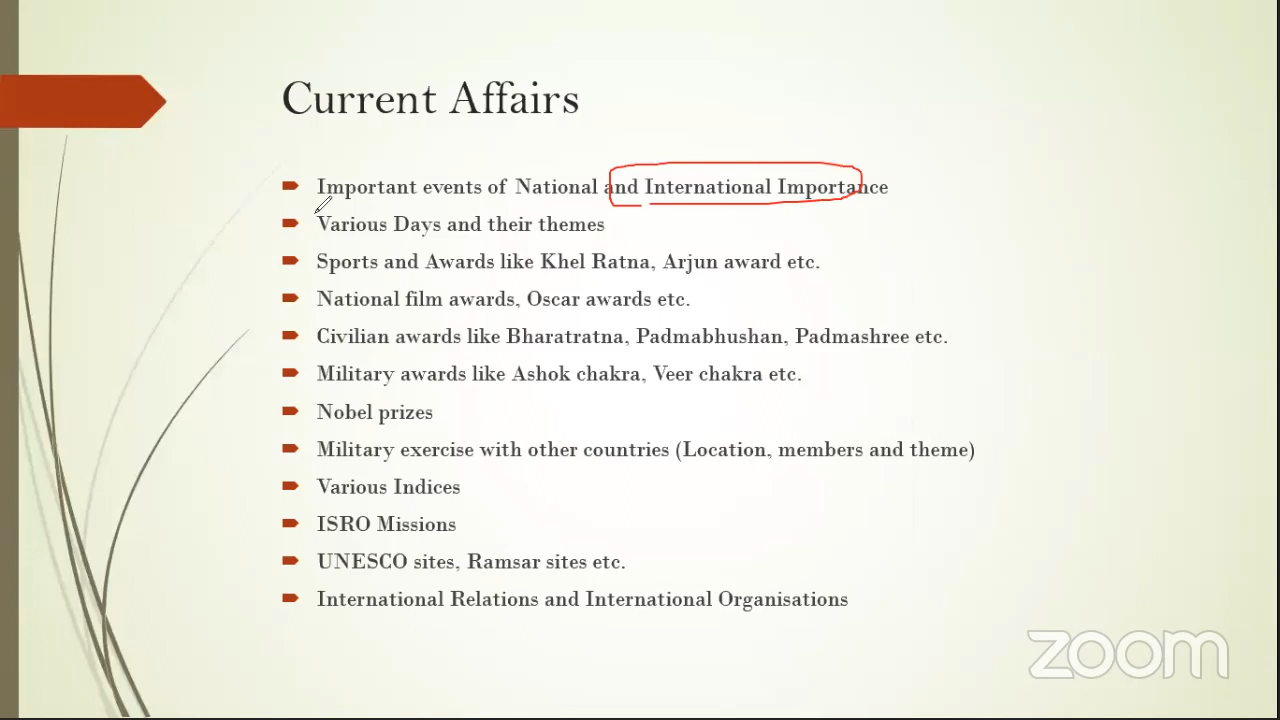 Current Affairs
Important events of National and International Importance
Various Days and their themes
Sports and Awards like Khel Ratna, Arjun award etc.
National film awards, Oscar awards etc.
Civilian awards like Bharatratna, Padmabhushan, Padmashree etc.
Military awards like Ashok chakra, Veer chakra etc.
Nobel prizes
Military exercise with other countries (Location, members and theme)
Various Indices
ISRO Missions
UNESCO sites, Ramsar sites etc.
International Relations and International Organisations
zoom